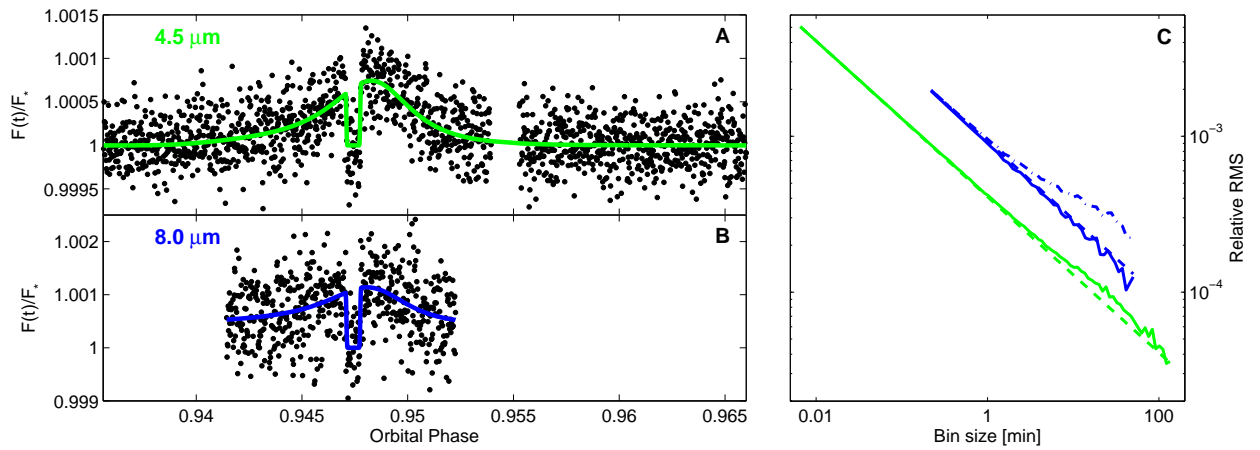 1.0015
1.001
1.0005
1
0.9995
F(t)/F*
4.5 μm
A
1.002
1.001
1
0.999
F(t)/F*
8.0 μm
B
0.94
0.945
0.95
0.955
0.96
0.965
Orbital Phase
C
10⁻³
10⁻⁴
Relative RMS
0.01
1
100
Bin size [min]